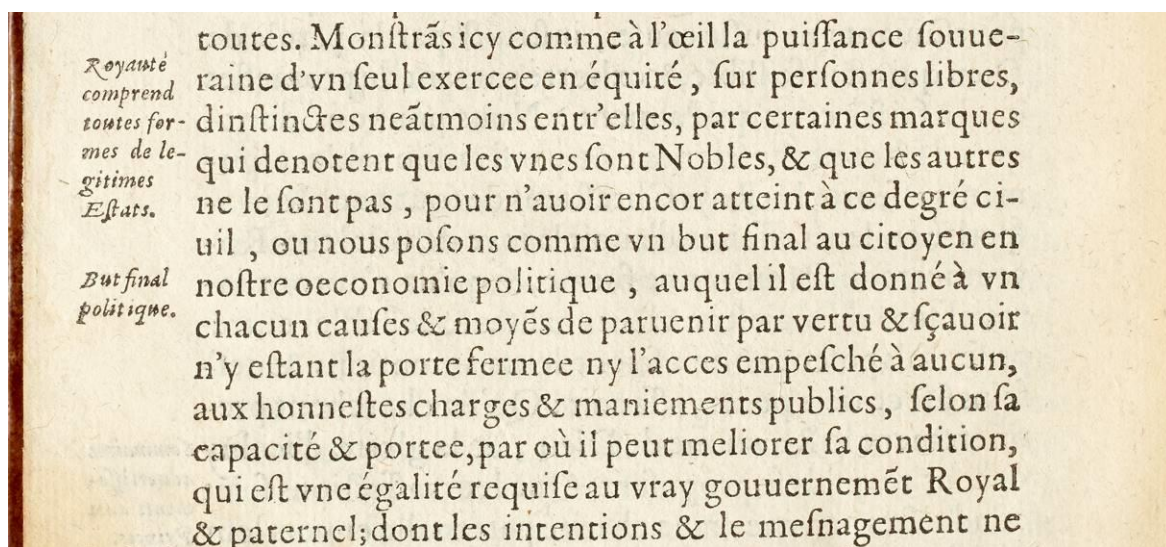 toutes. Monſtrãs icy comme à l'œil la puiſſance ſouue-
raine d'vn ſeul exercee en équité, ſur perſonnes libres,
dinſtinctes neãtmoins entr'elles, par certaines marques
qui denotent que les vnes ſont Nobles, & que les autres
ne le ſont pas, pour n'auoir encor atteint à ce degré ci-
uil, ou nous poſons comme vn but final au citoyen en
noſtre oeconomie politique, auquel il eſt donné à vn
chacun cauſes & moyẽs de paruenir par vertu & ſçauoir
n'y eſtant la porte fermee ny l'acces empeſché à aucun,
aux honneſtes charges & maniements publics, ſelon ſa
capacité & portee, par où il peut meliorer ſa condition,
qui eſt vne égalité requiſe au vray gouuernemẽt Royal
& paternel; dont les intentions & le meſnagement ne
Royauté
comprend
toutes for-
mes de le-
gitimes
Eſtats.
But final
politique.